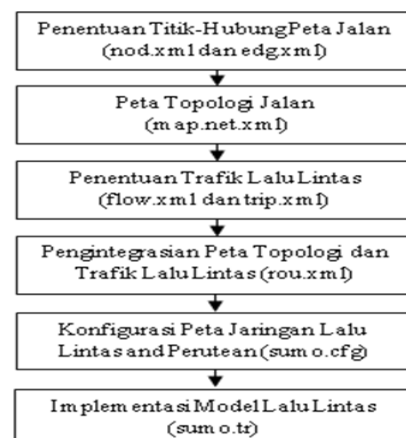 Penentuan Titik-Hubung Peta Jalan
(nod.xml dan edg.xml)
Peta Topologi Jalan
(map.net.xml)
Penentuan Trafik Lalu Lintas
(flow.xml dan trip.xml)
Pengintegrasian Peta Topologi dan
Trafik Lalu Lintas (rou.xml)
Konfigurasi Peta Jaringan Lalu
Lintas and Perutean (sumo.cfg)
Implementasi Model Lalu Lintas
(sumo.tr)